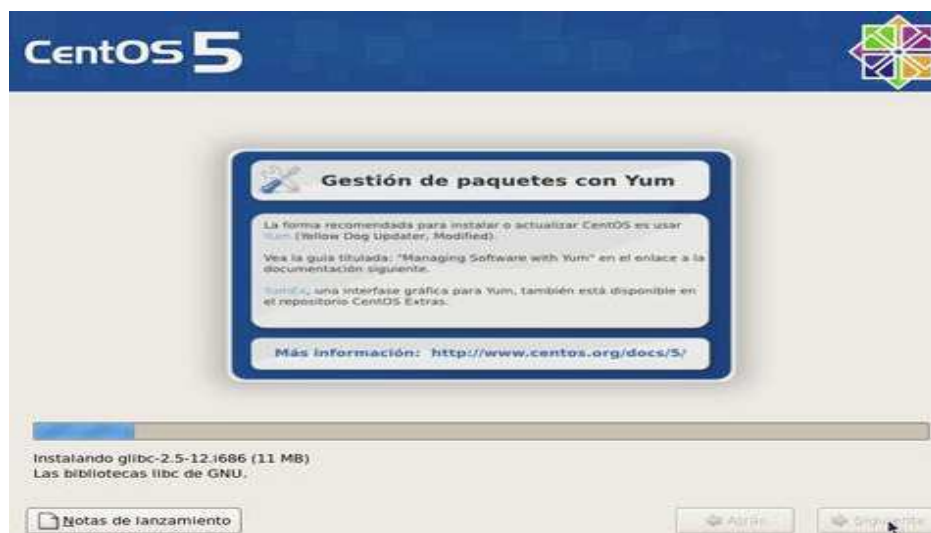 CentOS 5
Gestión de paquetes con Yum
La forma recomendada para instalar o actualizar CentOS es usar
Yum (Yellow Dog Updater, Modified).
Vea la guía titulada: "Managing Software with Yum" en el enlace a la
documentación siguiente.
YumEx, una interfase gráfica para Yum, también está disponible en
el repositorio CentOS Extras.
Más información: http://www.centos.org/docs/5/
Instalando glibc-2.5-12.i686 (11 MB)
Las bibliotecas libc de GNU.
Notas de lanzamiento
Atrás
Siguiente